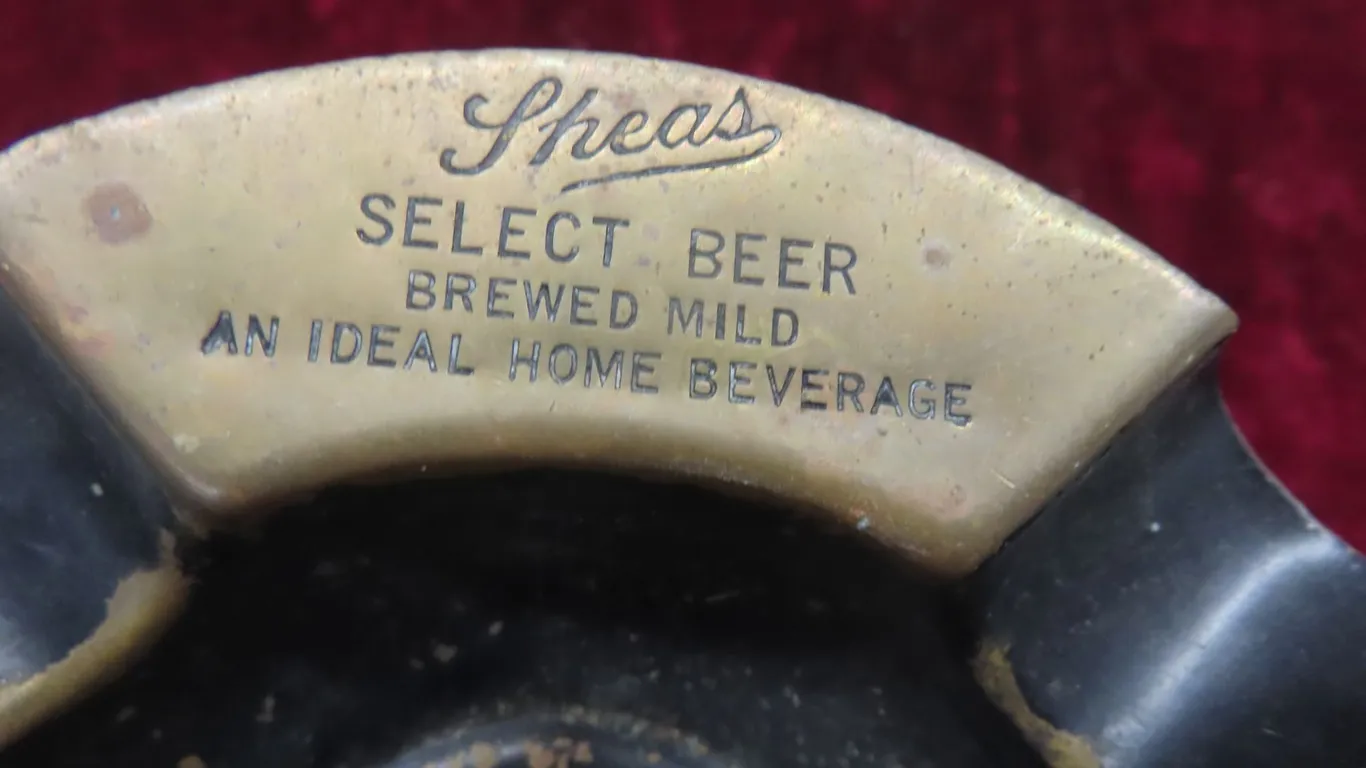 Sheas
SELECT BEER
BREWED MILD
AN IDEAL HOME BEVERAGE